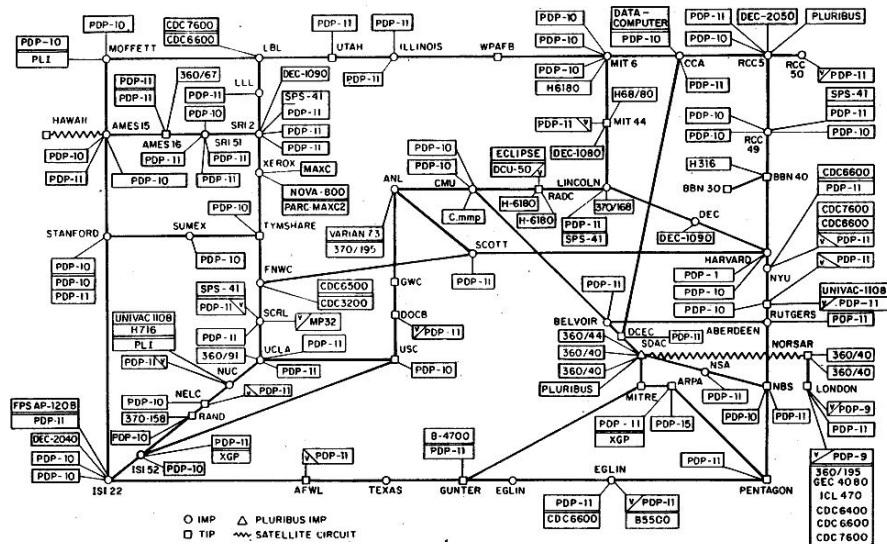 PDP-10
PDP-10
PLI
MOFFETT
CDC7600
CDC6600
LBL
PDP-11
UTAH
PDP-11
ILLINOIS
PDP-11
WPAFB
PDP-10
PDP-10
PDP-10
H6180
MIT 6
DATA-
COMPUTER
PDP-10
CCA
PDP-11
PDP-11
DEC-2050
PLURIBUS
PDP-10
PDP-10
RCC5
RCC
50
PDP-11
LLL
PDP-11
DEC-1090
SPS-41
PDP-11
PDP-11
PDP-11
PDP-11
PDP-11
360/67
PDP-10
HAWAII
AMES15
AMES16
SRI 51
SRI2
PDP-10
PDP-11
PDP-10
PDP-11
PDP-11
H68/80
PDP-11
MIT 44
DEC-1080
SPS-41
PDP-11
PDP-10
PDP-10
PDP-10
RCC
49
XEROX
MAXC
NOVA-800
PARC-MAXC2
ANL
PDP-10
PDP-10
CMU
C.mmp
ECLIPSE
DCU-50
RADC
H-6180
H-6180
LINCOLN
370/168
PDP-11
SPS-41
H316
BBN 40
BBN 30
CDC6600
PDP-11
CDC7600
CDC6600
PDP-11
PDP-11
STANFORD
SUMEX
PDP-10
TYMSHARE
PDP-10
PDP-10
PDP-10
PDP-11
VARIAN 73
370/195
DEC
DEC-1090
SCOTT
PDP-11
HARVARD
PDP-1
PDP-10
PDP-10
NYU
FNWC
CDC6500
CDC3200
GWC
UNIVAC-1108
PDP-11
PDP-11
RUTGERS
SPS-41
PDP-11
PDP-11
SCRL
MP32
DOCB
PDP-11
PDP-11
BELVOIR
DCEC
PDP-11
ABERDEEN
UNIVAC 1108
H716
PLI
PDP-11
360/91
UCLA
PDP-11
PDP-11
USC
PDP-10
360/44
360/40
360/40
PLURIBUS
SDAC
NORSAR
360/40
360/40
NUC
NSA
PDP-11
NELC
PDP-10
PDP-11
370-158
RAND
PDP-10
MITRE
ARPA
PDP-11
XGP
PDP-15
NBS
PDP-10
PDP-11
LONDON
PDP-9
PDP-11
FPS AP-120B
PDP-11
DEC-2040
PDP-10
PDP-10
ISI 22
PDP-11
XGP
ISI 52
PDP-10
PDP-11
AFWL
TEXAS
B-4700
PDP-11
GUNTER
EGLIN
EGLIN
PDP-11
CDC6600
PDP-11
B5500
PDP-11
PENTAGON
PDP-9
360/195
GEC 4080
ICL 470
CDC6400
CDC6600
CDC7600
IMP
PLURIBUS IMP
TIP
SATELLITE CIRCUIT